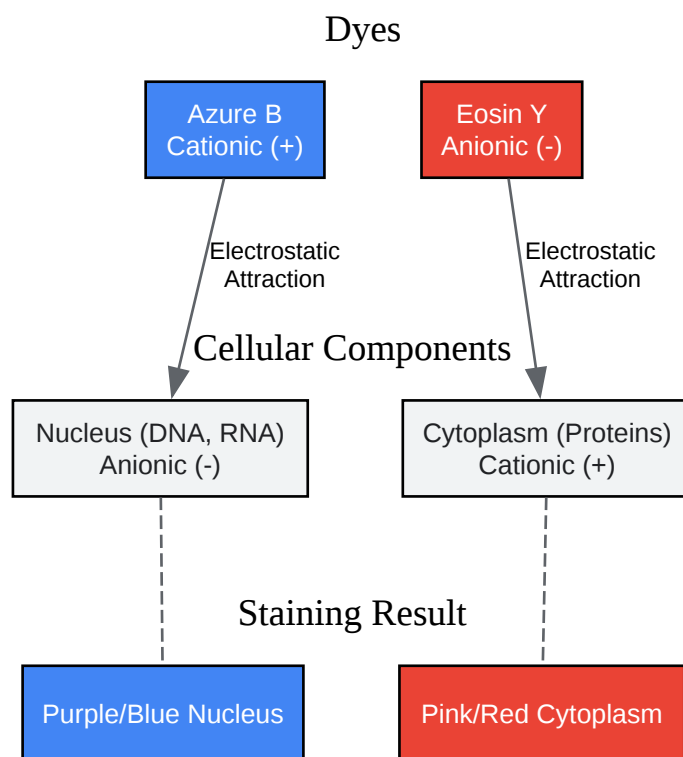 Dyes
Azure B
Cationic (+)
Eosin Y
Anionic (-)
Electrostatic
Attraction
Electrostatic
Attraction
Cellular Components
Nucleus (DNA, RNA)
Anionic (-)
Cytoplasm (Proteins)
Cationic (+)
Staining Result
Purple/Blue Nucleus
Pink/Red Cytoplasm